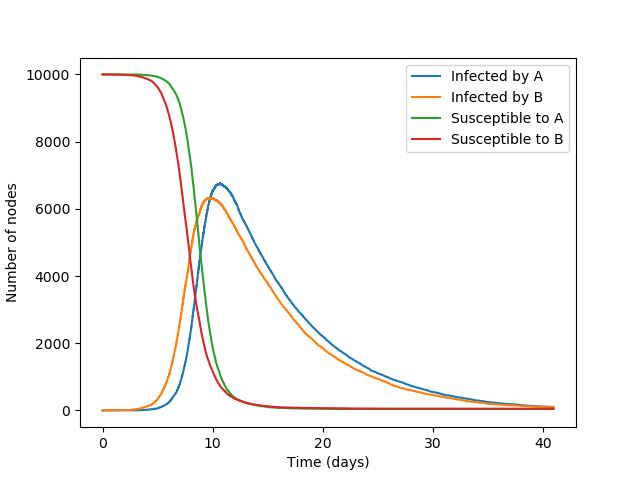 Infected by A
Infected by B
Susceptible to A
Susceptible to B
10000
8000
6000
4000
2000
0
Number of nodes
0 10 20 30 40
Time (days)